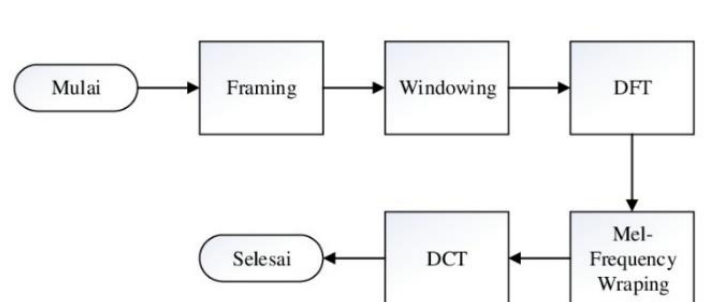 Mulai
Framing
Windowing
DFT
Mel-
Frequency
Wraping
DCT
Selesai